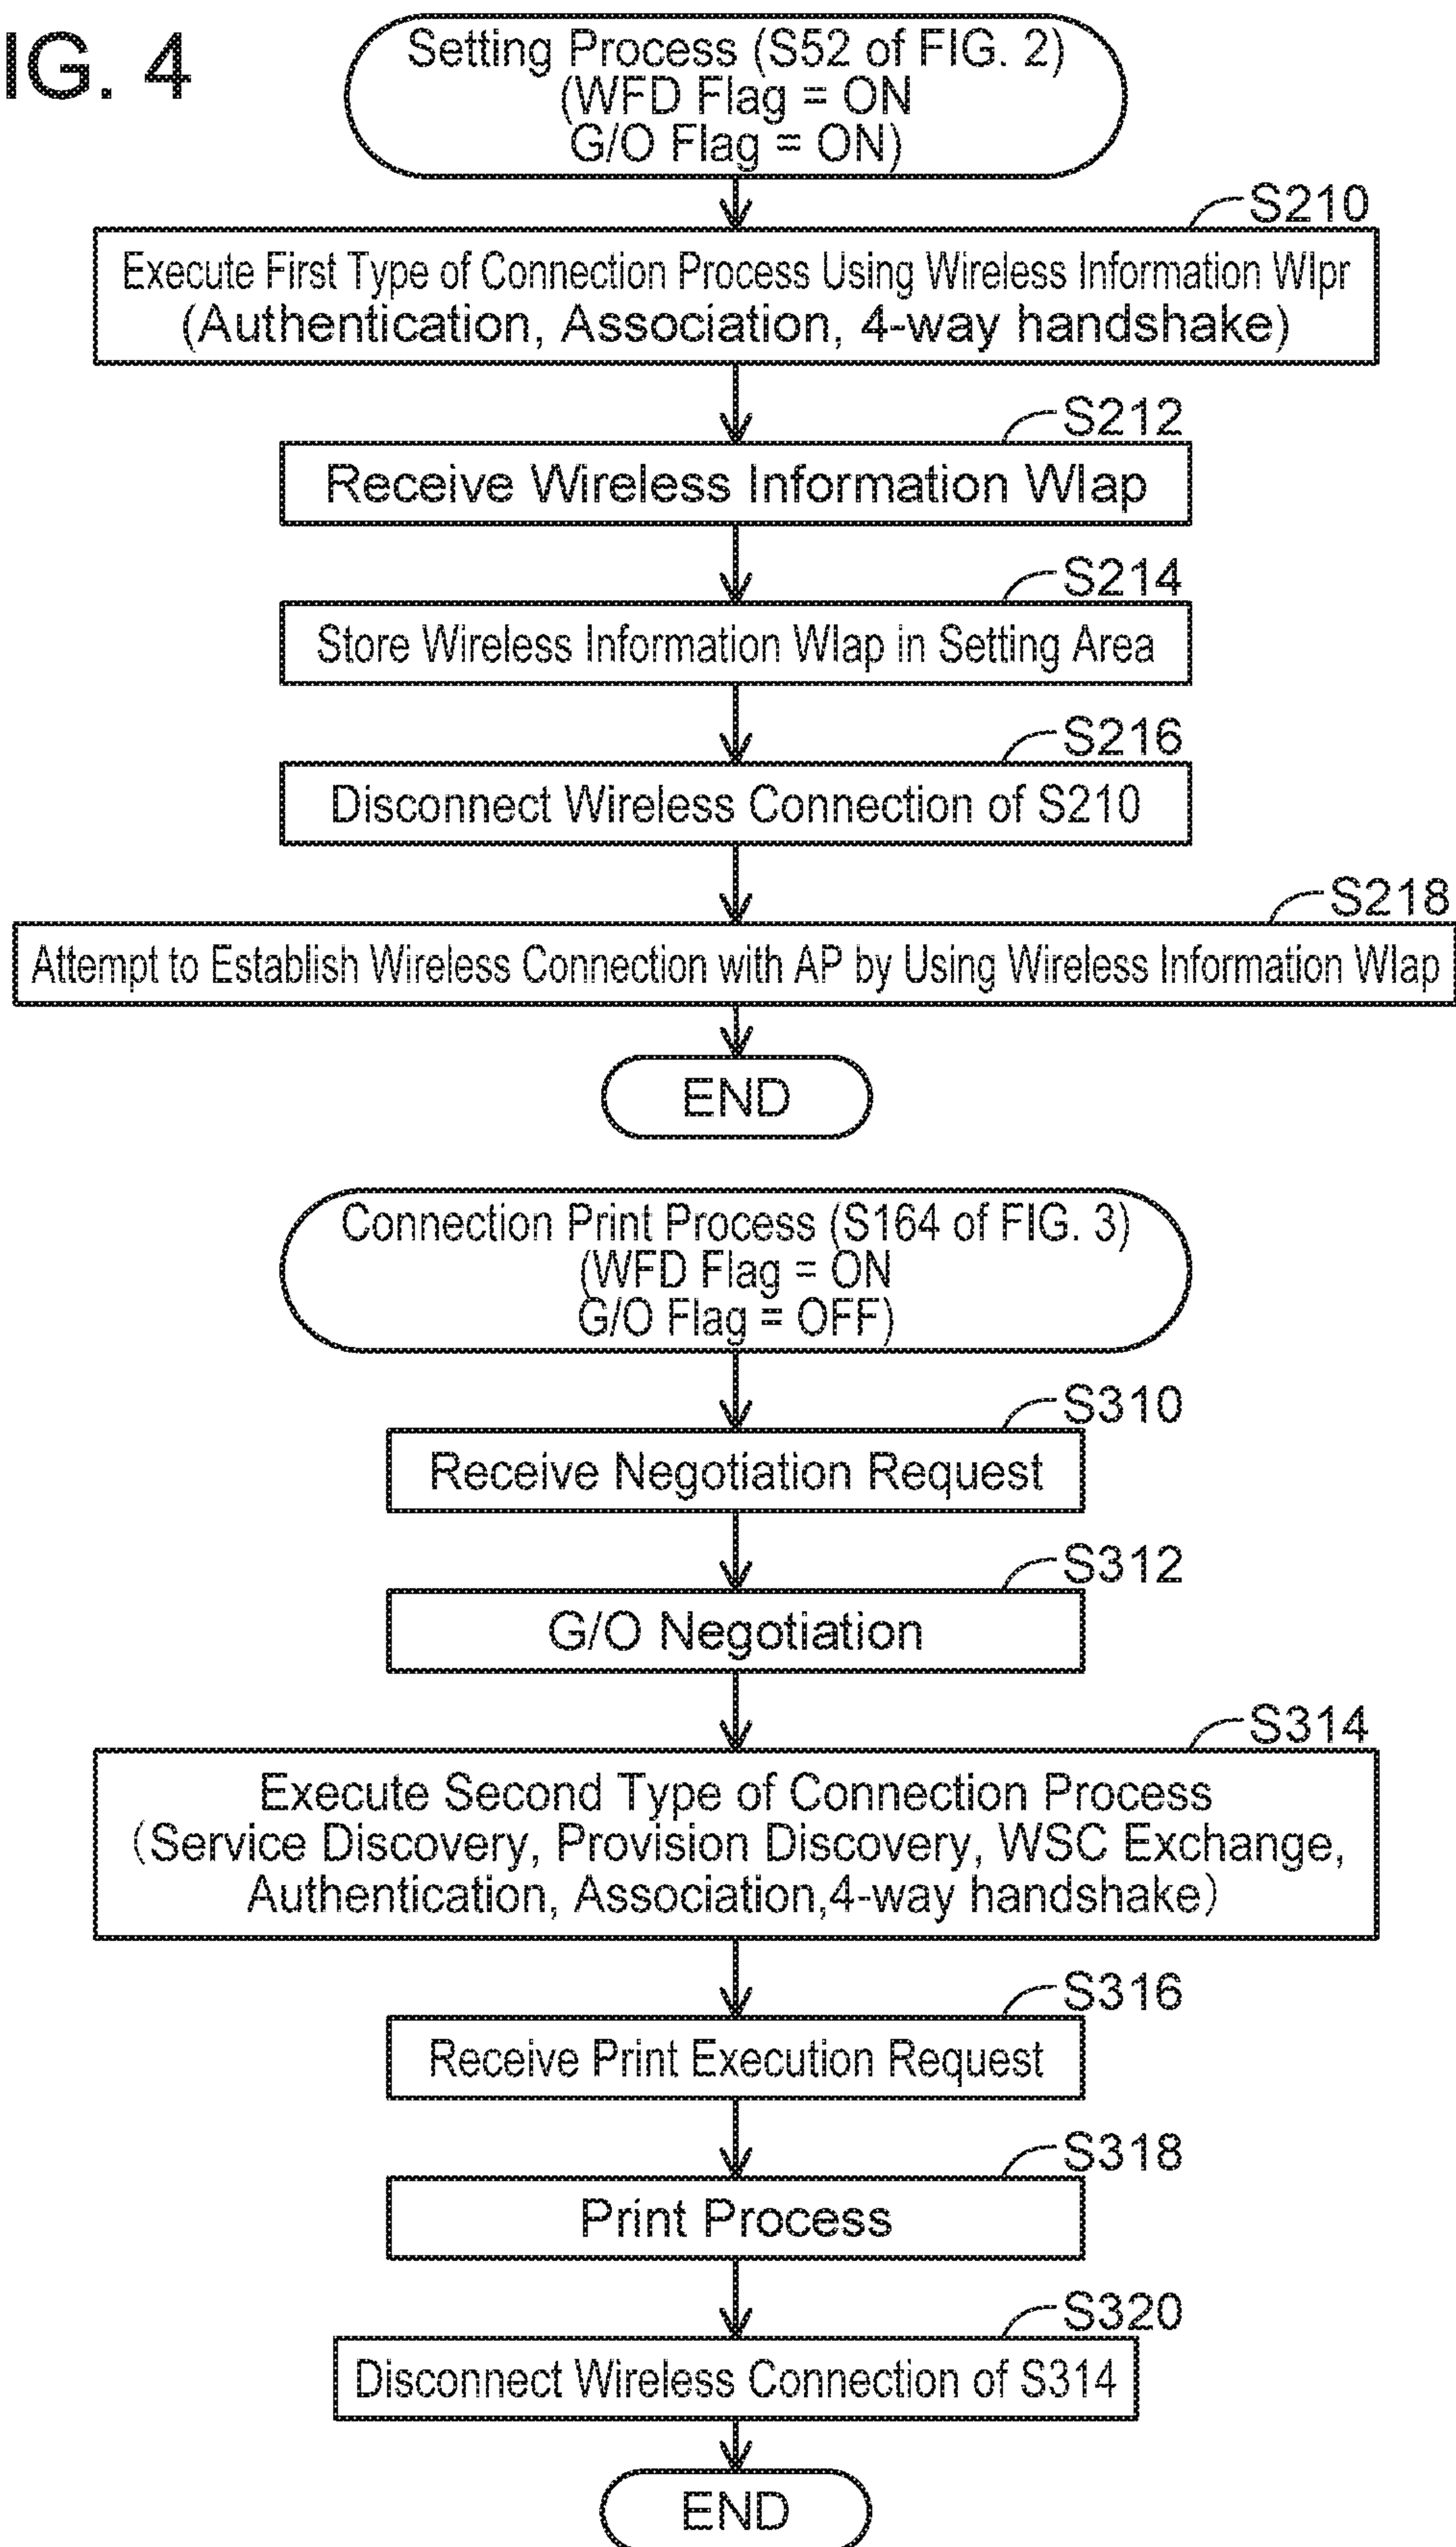 IG. 4
Setting Process (S52 of FIG. 2)
(WFD Flag = ON
G/O Flag = ON)
S210
Execute First Type of Connection Process Using Wireless Information WIpr
(Authentication, Association, 4-way handshake)
S212
Receive Wireless Information WIap
S214
Store Wireless Information WIap in Setting Area
S216
Disconnect Wireless Connection of S210
S218
Attempt to Establish Wireless Connection with AP by Using Wireless Information WIap
END
Connection Print Process (S164 of FIG. 3)
(WFD Flag = ON
G/O Flag = OFF)
S310
Receive Negotiation Request
S312
G/O Negotiation
S314
Execute Second Type of Connection Process
(Service Discovery, Provision Discovery, WSC Exchange,
Authentication, Association,4-way handshake)
S316
Receive Print Execution Request
S318
Print Process
S320
Disconnect Wireless Connection of S314
END